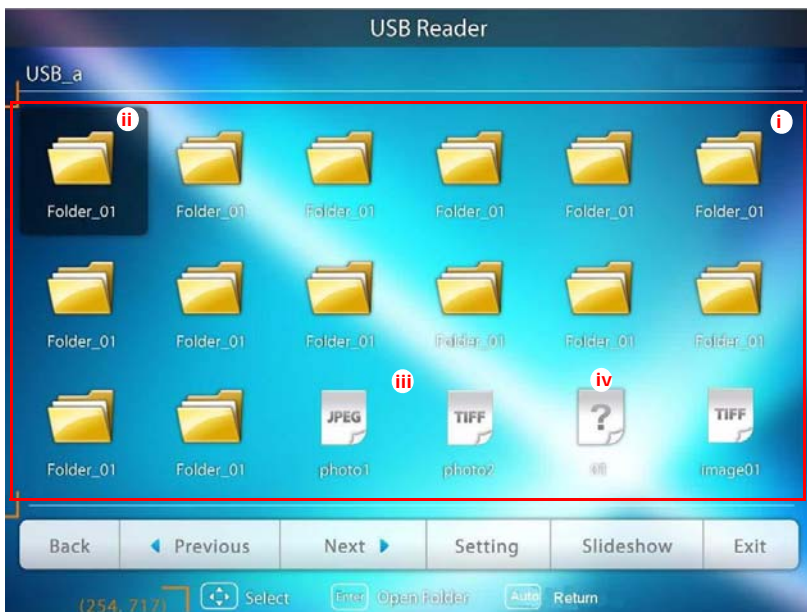 USB Reader
USB_a
ii
i
Folder_01 Folder_01 Folder_01 Folder_01 Folder_01 Folder_01
Folder_01 Folder_01 Folder_01 Folder_01 Folder_01 Folder_01
iii
iv
JPEG TIFF ? TIFF
Folder_01 Folder_01 photo1 photo2 01 image01
Back Previous Next Setting Slideshow Exit
(254, 717) Select Enter Open Folder Auto Return